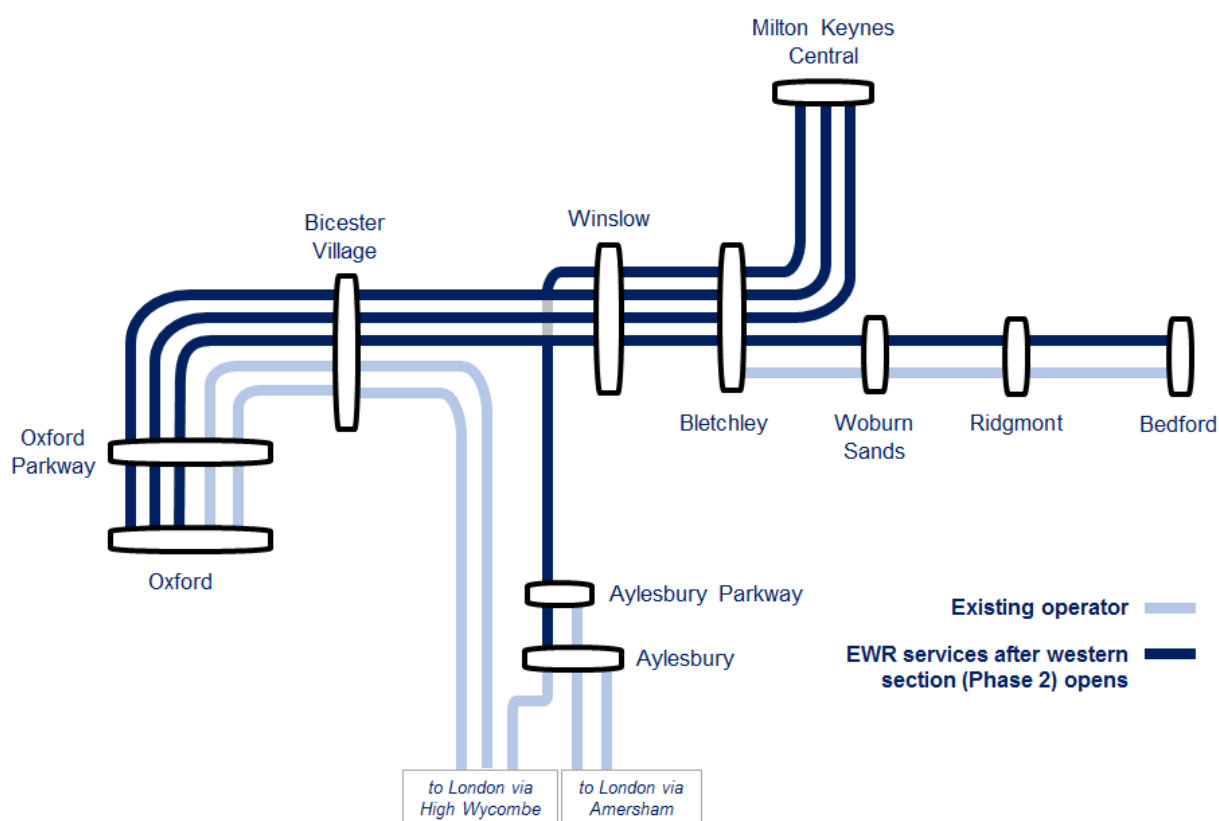 Milton Keynes
Central
Bicester
Village
Winslow
Oxford
Parkway
Bletchley
Woburn
Sands
Ridgmont
Bedford
Oxford
Aylesbury Parkway
Aylesbury
Existing operator
EWR services after western
section (Phase 2) opens
to London via
High Wycombe
to London via
Amersham